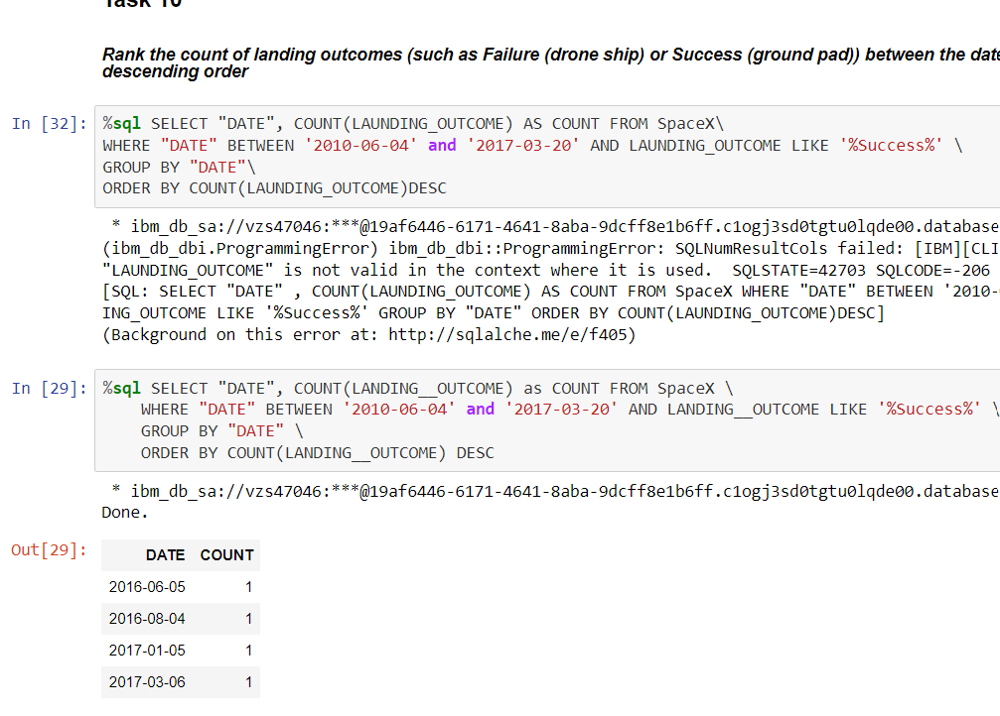 Task 10
Rank the count of landing outcomes (such as Failure (drone ship) or Success (ground pad)) between the date
descending order
In [32]: %sql SELECT "DATE", COUNT(LAUNDING_OUTCOME) AS COUNT FROM SpaceX\
WHERE "DATE" BETWEEN '2010-06-04' and '2017-03-20' AND LAUNDING_OUTCOME LIKE '%Success%' \
GROUP BY "DATE"\
ORDER BY COUNT(LAUNDING_OUTCOME)DESC
* ibm_db_sa://vzs47046:***@19af6446-6171-4641-8aba-9dcff8e1b6ff.c1ogj3sd0tgtu0lqde00.database
(ibm_db_dbi.ProgrammingError) ibm_db_dbi::ProgrammingError: SQLNumResultCols failed: [IBM][CLI
"LAUNDING_OUTCOME" is not valid in the context where it is used.  SQLSTATE=42703 SQLCODE=-206
[SQL: SELECT "DATE" , COUNT(LAUNDING_OUTCOME) AS COUNT FROM SpaceX WHERE "DATE" BETWEEN '2010-
ING_OUTCOME LIKE '%Success%' GROUP BY "DATE" ORDER BY COUNT(LAUNDING_OUTCOME)DESC]
(Background on this error at: http://sqlalche.me/e/f405)
In [29]: %sql SELECT "DATE", COUNT(LANDING__OUTCOME) as COUNT FROM SpaceX \
WHERE "DATE" BETWEEN '2010-06-04' and '2017-03-20' AND LANDING__OUTCOME LIKE '%Success%' \
GROUP BY "DATE" \
ORDER BY COUNT(LANDING__OUTCOME) DESC
* ibm_db_sa://vzs47046:***@19af6446-6171-4641-8aba-9dcff8e1b6ff.c1ogj3sd0tgtu0lqde00.database
Done.
Out[29]: DATE COUNT
2016-06-05 1
2016-08-04 1
2017-01-05 1
2017-03-06 1